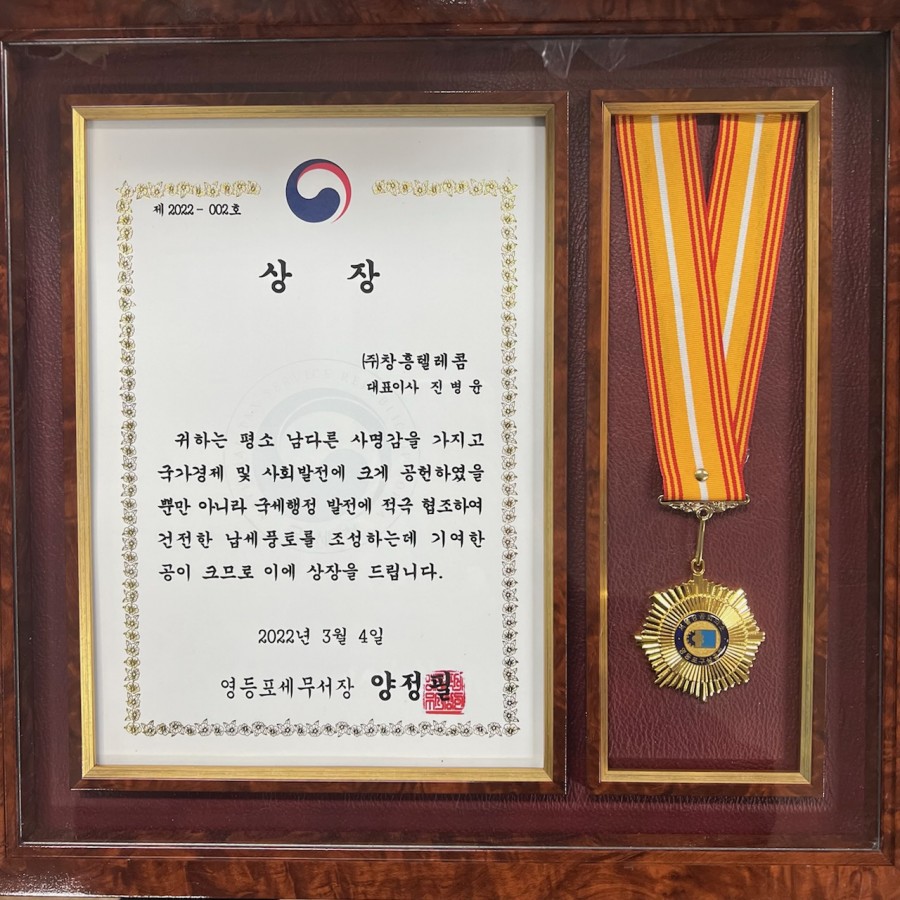 제 2022 - 002 호
상 장
㈜창흥텔레콤
대표이사 진 병 윤
귀하는 평소 남다른 사명감을 가지고
국가경제 및 사회발전에 크게 공헌하였을
뿐만 아니라 국세행정 발전에 적극 협조하여
건전한 납세풍토를 조성하는데 기여한
공이 크므로 이에 상장을 드립니다.
2022년 3월 4일
영등포세무서장 양정필